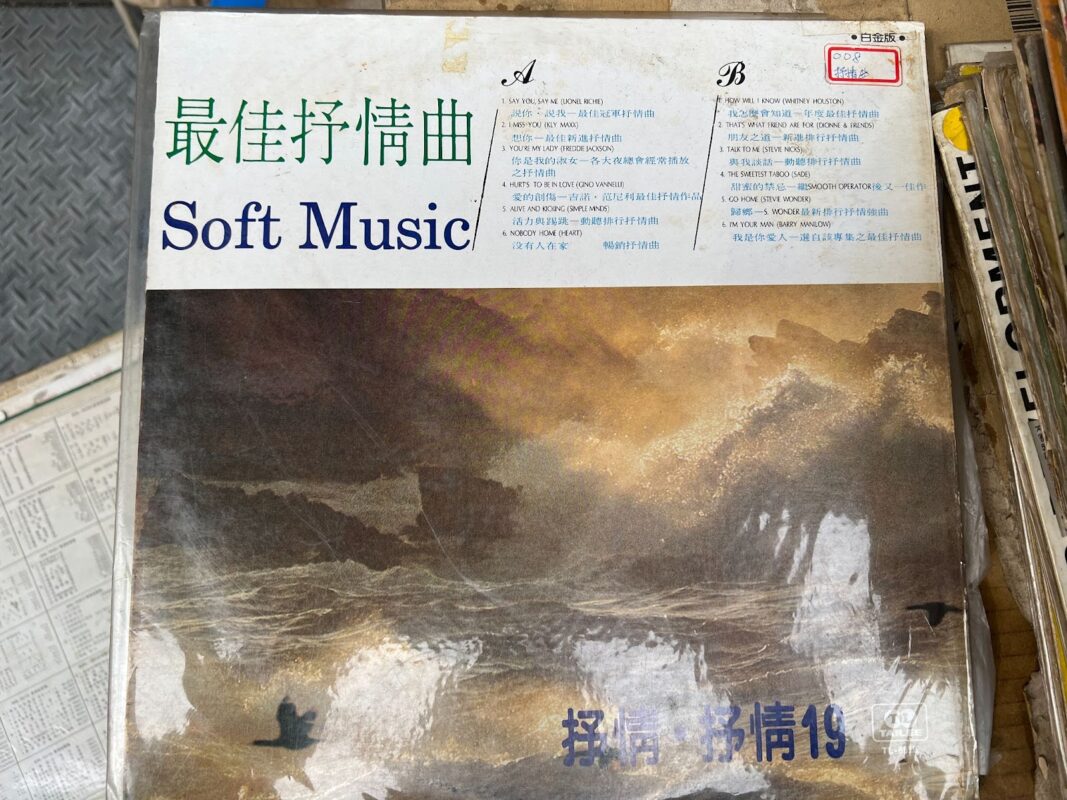 白金版
008
最佳抒情曲
Soft Music
A
1. SAY YOU, SAY ME (LIONEL RICHIE)
說你、說我—最佳冠軍抒情曲
2. I MISS YOU (KLY MAXX)
想你—最佳新進抒情曲
3. YOU'RE MY LADY (FREDDIE JACKSON)
你是我的淑女—各大夜總會經常播放
之抒情曲
4. HURTS TO BE IN LOVE (GINO VANNELLI)
愛的創傷—吉諾・范尼利最佳抒情作品
5. ALIVE AND KICKING (SIMPLE MINDS)
活力與踢跳—動聽排行抒情曲
6. NOBODY HOME (HEART)
沒有人在家 暢銷抒情曲
B
1. HOW WILL I KNOW (WHITNEY HOUSTON)
我怎麼會知道—年度最佳抒情曲
2. THAT'S WHAT FRIEND ARE FOR (DIONNE & FRIENDS)
朋友之道—新進排行抒情曲
3. TALK TO ME (STEVIE NICKS)
與我談話—動聽排行抒情曲
4. THE SWEETEST TABOO (SADE)
甜蜜的禁忌—繼SMOOTH OPERATOR後又一佳作
5. GO HOME (STEVIE WONDER)
歸鄉—S. WONDER最新排行抒情強曲
6. I'M YOUR MAN (BARRY MANILOW)
我是你愛人—選自該專集之最佳抒情曲
抒情・抒情19
TL